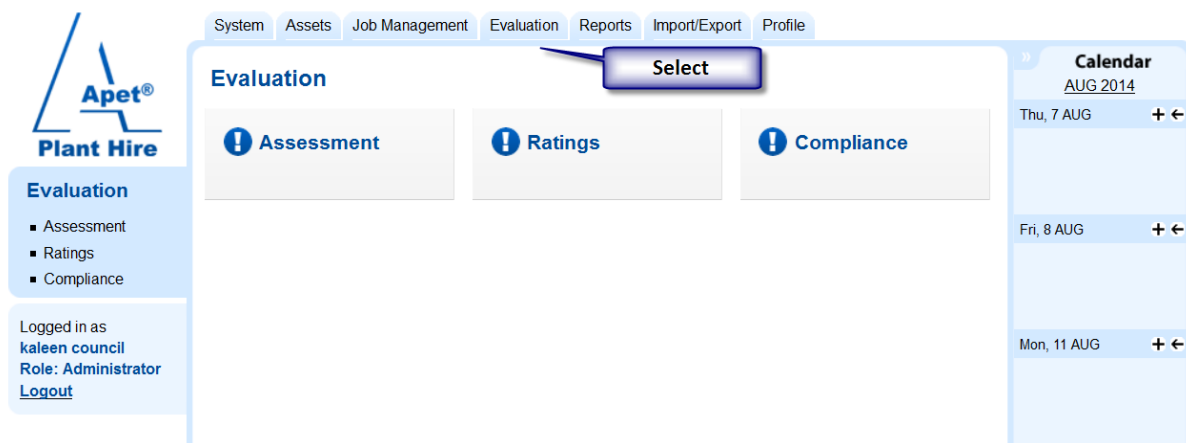 System Assets Job Management Evaluation Reports Import/Export Profile
Select
Apet®
Plant Hire
Evaluation
Assessment
Ratings
Compliance
Logged in as
kaleen council
Role: Administrator
Logout
Evaluation
Assessment Ratings Compliance
»
Calendar
AUG 2014
Thu, 7 AUG
Fri, 8 AUG
Mon, 11 AUG